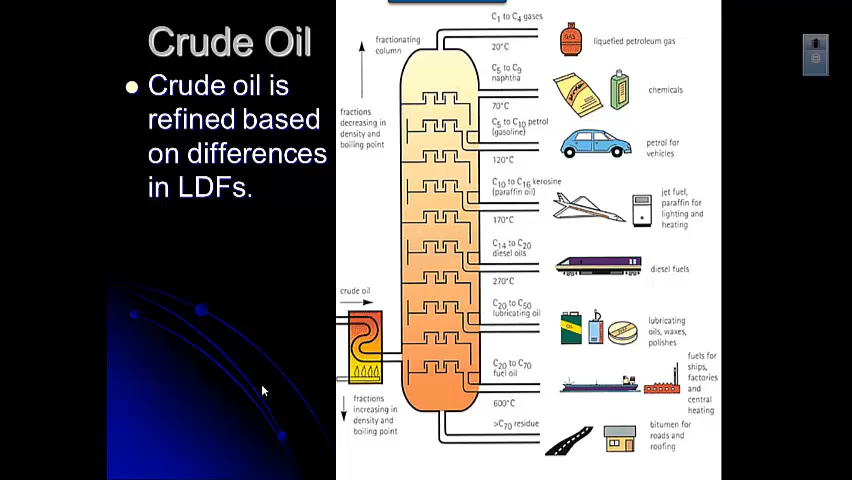 Crude Oil
Crude oil is
refined based
on differences
in LDFs.
fractionating
column
fractions
decreasing in
density and
boiling point
crude oil
fractions
increasing in
density and
boiling point
C1 to C4 gases
20°C
liquefied petroleum gas
C5 to C9
naphtha
70°C
chemicals
C5 to C10 petrol
(gasoline)
120°C
petrol for
vehicles
C10 to C16 kerosine
(paraffin oil)
170°C
jet fuel,
paraffin for
lighting and
heating
C14 to C20
diesel oils
270°C
diesel fuels
C20 to C50
lubricating oil
lubricating
oils, waxes,
polishes
C20 to C70
fuel oil
600°C
fuels for
ships,
factories and
central
heating
>C70 residue
bitumen for
roads and
roofing